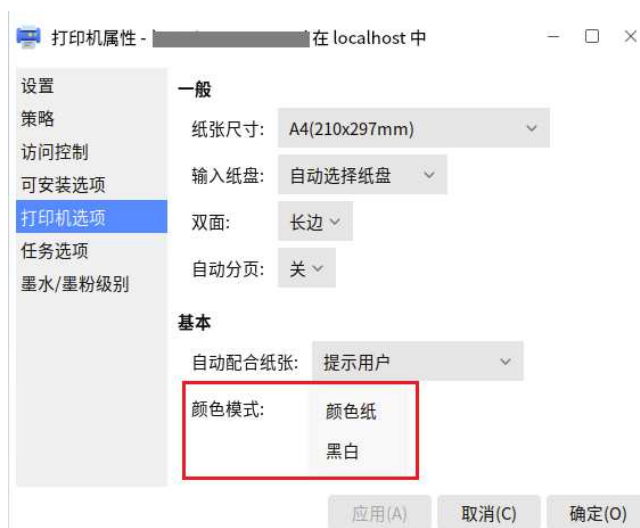 打印机属性 - 在 localhost 中
设置
策略
访问控制
可安装选项
打印机选项
任务选项
墨水/墨粉级别
一般
纸张尺寸: A4(210x297mm)
输入纸盘: 自动选择纸盘
双面: 长边
自动分页: 关
基本
自动配合纸张: 提示用户
颜色模式: 颜色纸
黑白
应用(A) 取消(C) 确定(O)